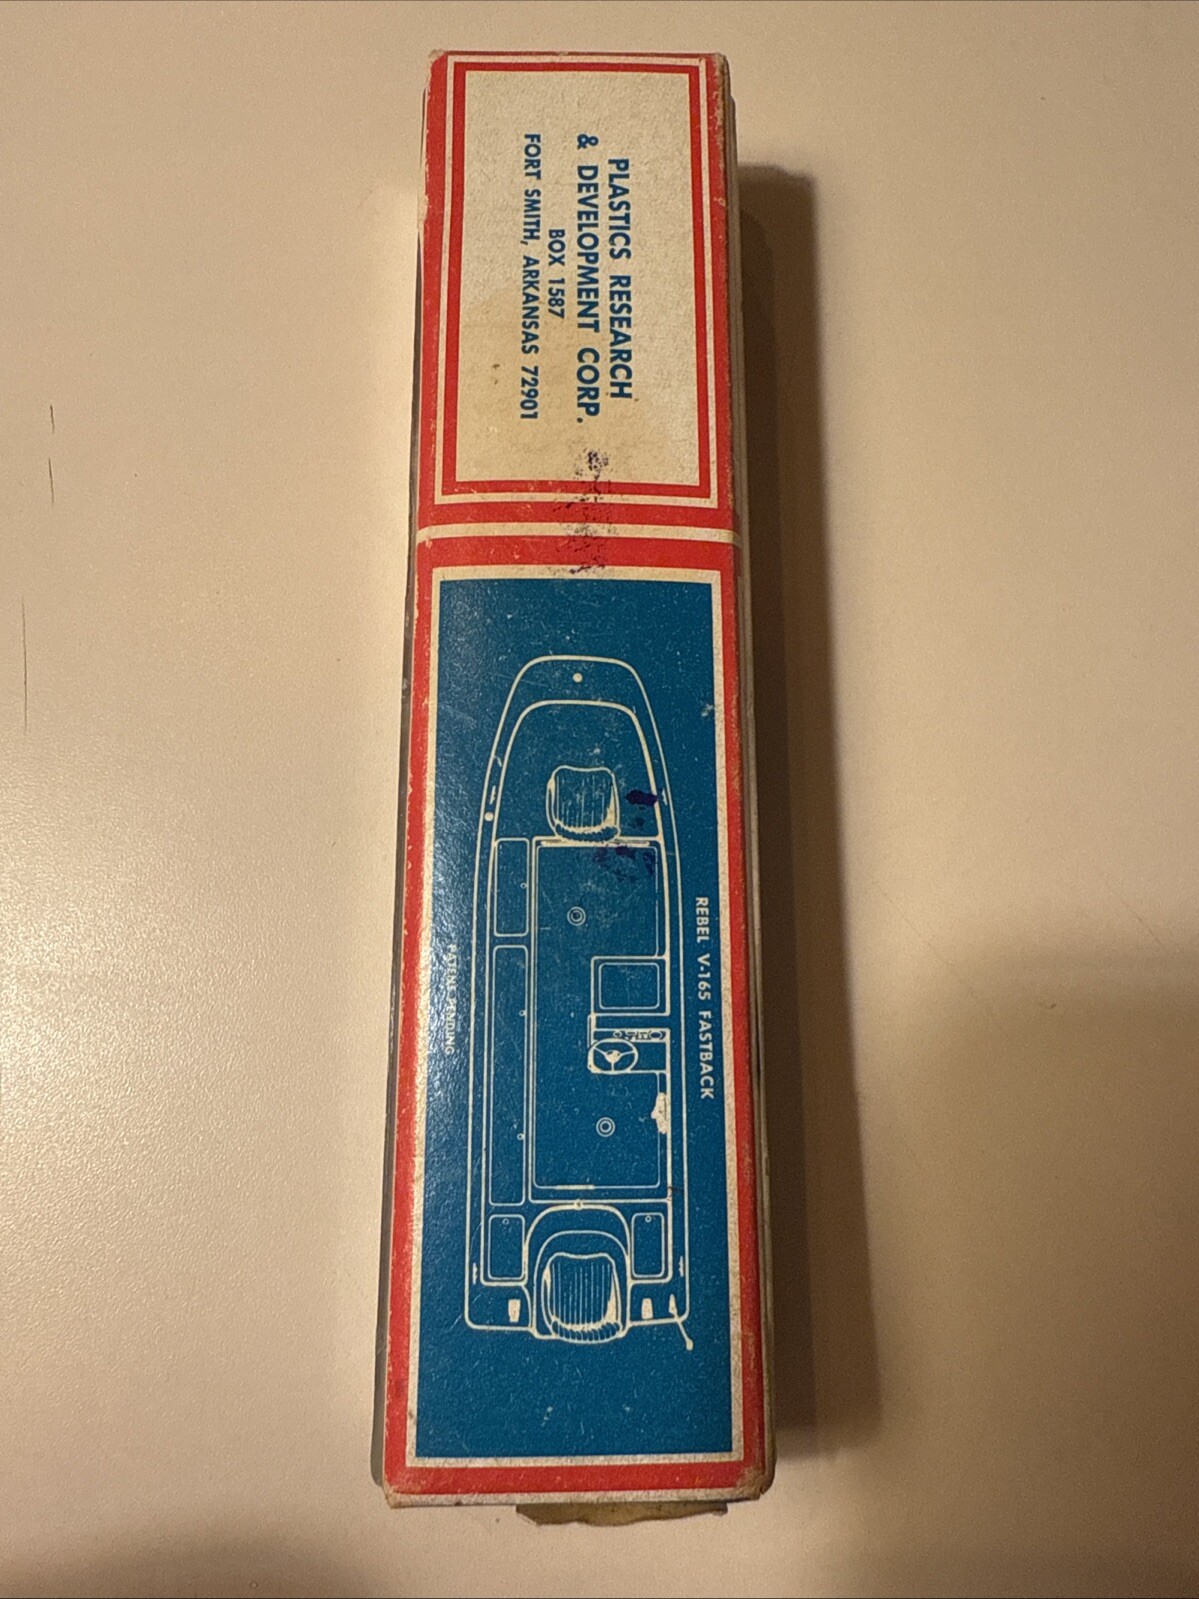 PLASTICS RESEARCH
& DEVELOPMENT CORP.
BOX 1587
FORT SMITH, ARKANSAS 72901
REBEL V-165 FASTBACK
PATENT PENDING